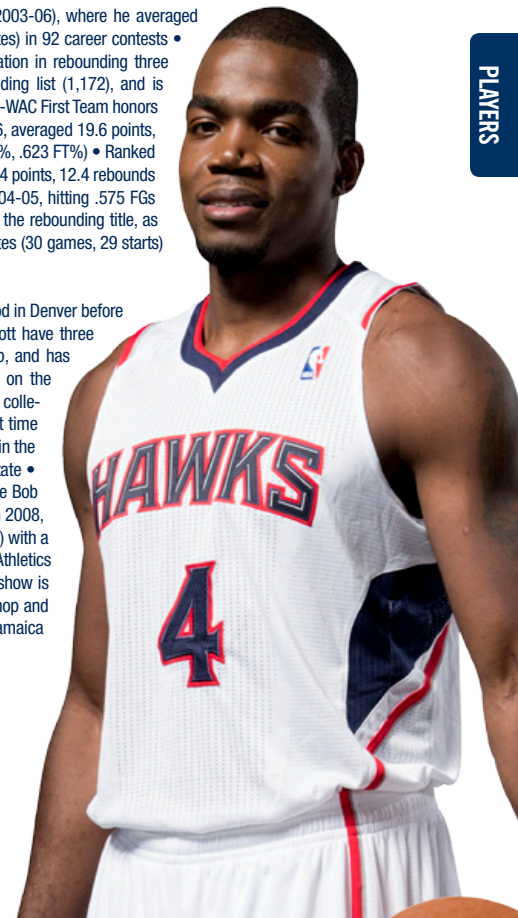 2003-06), where he averaged
es) in 92 career contests •
ation in rebounding three
ding list (1,172), and is
-WAC First Team honors
6, averaged 19.6 points,
%, .623 FT%) • Ranked
4 points, 12.4 rebounds
04-05, hitting .575 FGs
the rebounding title, as
es (30 games, 29 starts)
od in Denver before
ott have three
o, and has
on the
colle-
t time
in the
ate •
e Bob
2008,
) with a
Athletics
show is
hop and
amaica
PLAYERS
HAWKS
4